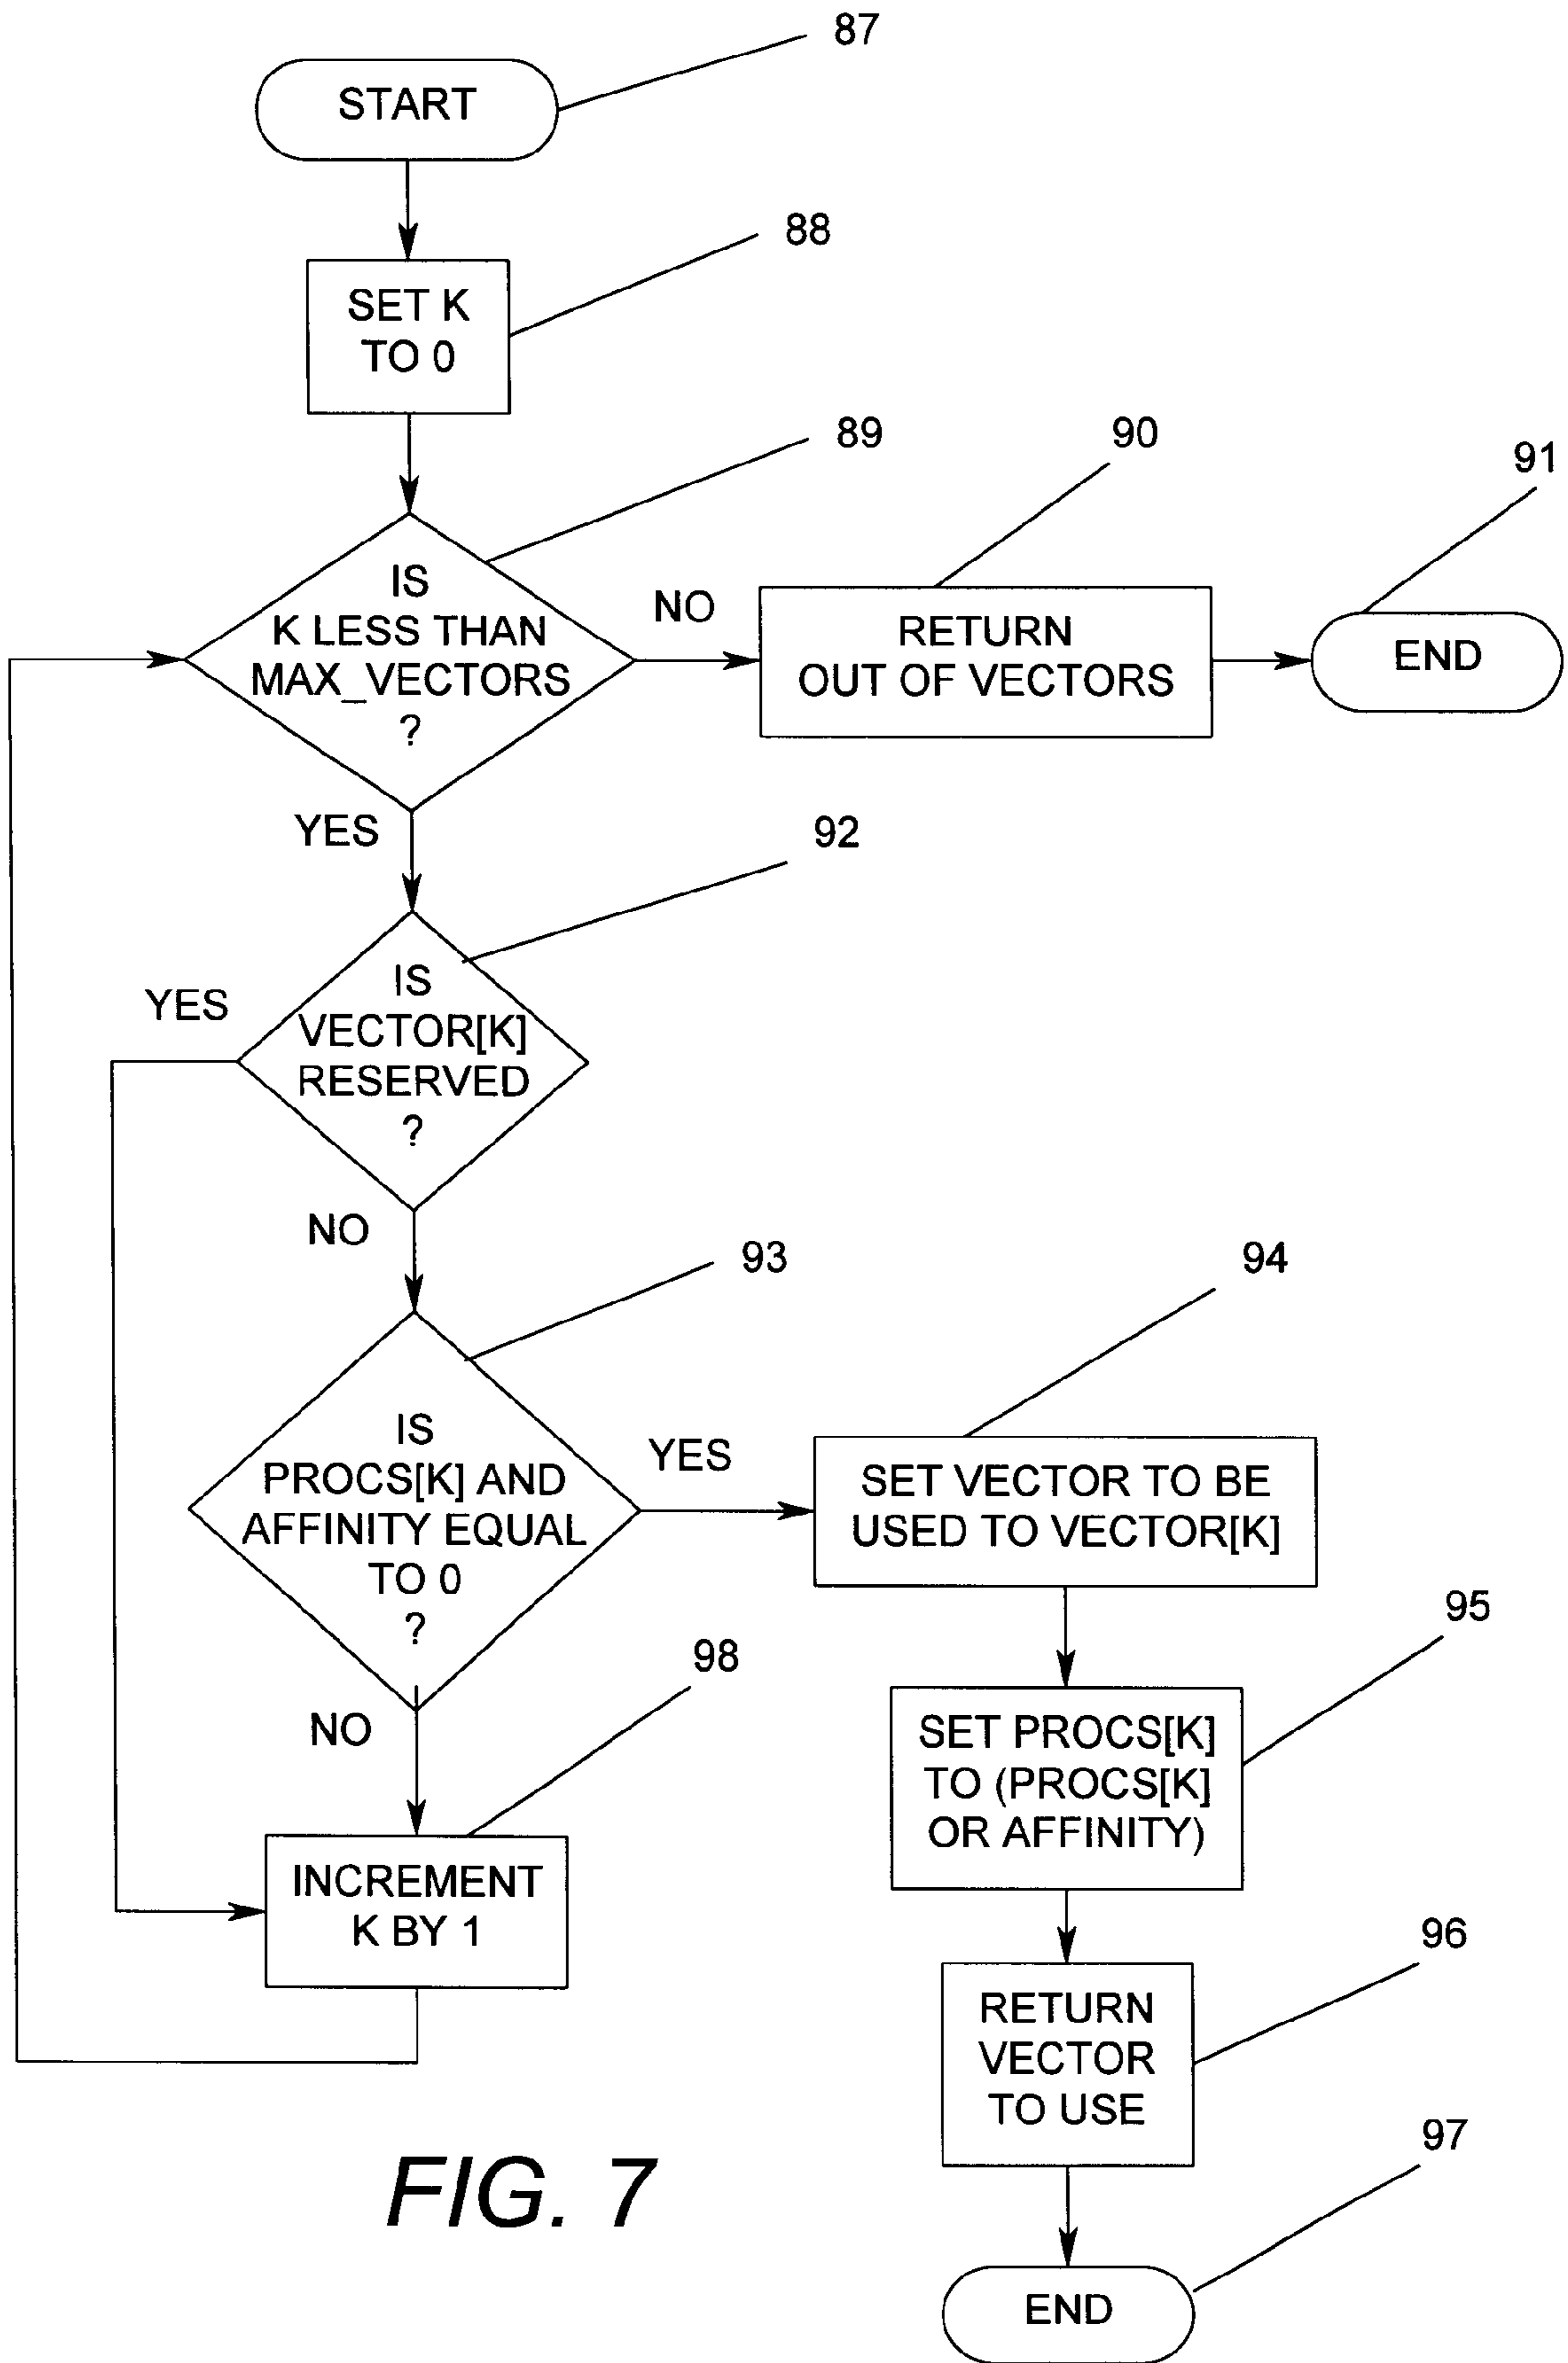 87
START
88
SET K
TO 0
89
90
91
IS
K LESS THAN
MAX_VECTORS
?
NO
RETURN
OUT OF VECTORS
END
YES
92
IS
VECTOR[K]
RESERVED
?
YES
NO
93
94
IS
PROCS[K] AND
AFFINITY EQUAL
TO 0
?
YES
SET VECTOR TO BE
USED TO VECTOR[K]
95
98
NO
SET PROCS[K]
TO (PROCS[K]
OR AFFINITY)
INCREMENT
K BY 1
96
RETURN
VECTOR
TO USE
97
END
FIG. 7